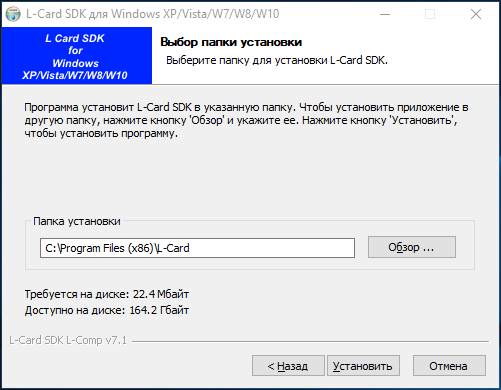 L-Card SDK для Windows XP/Vista/W7/W8/W10
L Card SDK
for
Windows
XP/Vista/W7/W8/W10
Выбор папки установки
Выберите папку для установки L-Card SDK.
Программа установит L-Card SDK в указанную папку. Чтобы установить приложение в
другую папку, нажмите кнопку 'Обзор' и укажите ее. Нажмите кнопку 'Установить',
чтобы установить программу.
Папка установки
C:\Program Files (x86)\L-Card
Обзор ...
Требуется на диске: 22.4 Мбайт
Доступно на диске: 164.2 Гбайт
L-Card SDK L-Comp v7.1
< Назад
Установить
Отмена